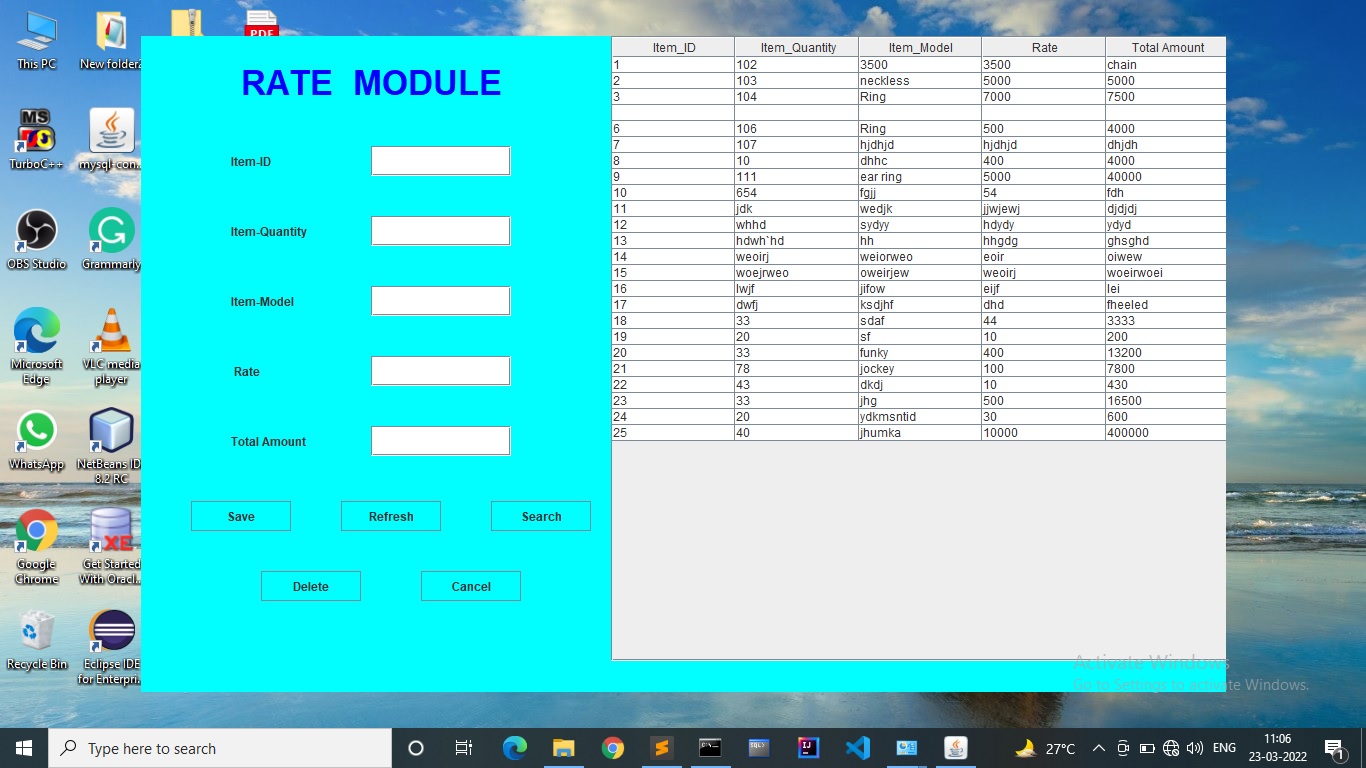 This PC
New foldera
PDF
TurboC++
mysql-con...
OBS Studio
Grammarly
Microsoft Edge
VLC media player
WhatsApp
NetBeans ID
8.2 RC
Google Chrome
XE
Get Started
With Oracl...
Recycle Bin
Eclipse IDE
for Enterpri...
RATE MODULE
Item-ID
Item-Quantity
Item-Model
Rate
Total Amount
Save Refresh Search
Delete Cancel
Item_ID Item_Quantity Item_Model Rate Total Amount
1 102 3500 3500 chain
2 103 neckless 5000 5000
3 104 Ring 7000 7500
6 106 Ring 500 4000
7 107 hjdhjd hjdhjd dhjdh
8 10 dhhc 400 4000
9 111 ear ring 5000 40000
10 654 fgjj 54 fdh
11 jdk wedjk jjwjewj djdjdj
12 whhd sydyy hdydy ydyd
13 hdwh`hd hh hhgdg ghsghd
14 weoirj weiorweo eoir oiwew
15 woejrweo oweirjew weoirj woeirwoei
16 lwjf jifow eijf lei
17 dwfj ksdjhf dhd fheeled
18 33 sdaf 44 3333
19 20 sf 10 200
20 33 funky 400 13200
21 78 jockey 100 7800
22 43 dkdj 10 430
23 33 jhg 500 16500
24 20 ydkmsntid 30 600
25 40 jhumka 10000 400000
Activate Windows
Go to Settings to activate Windows.
Type here to search
27°C
ENG
11:06
23-03-2022
1